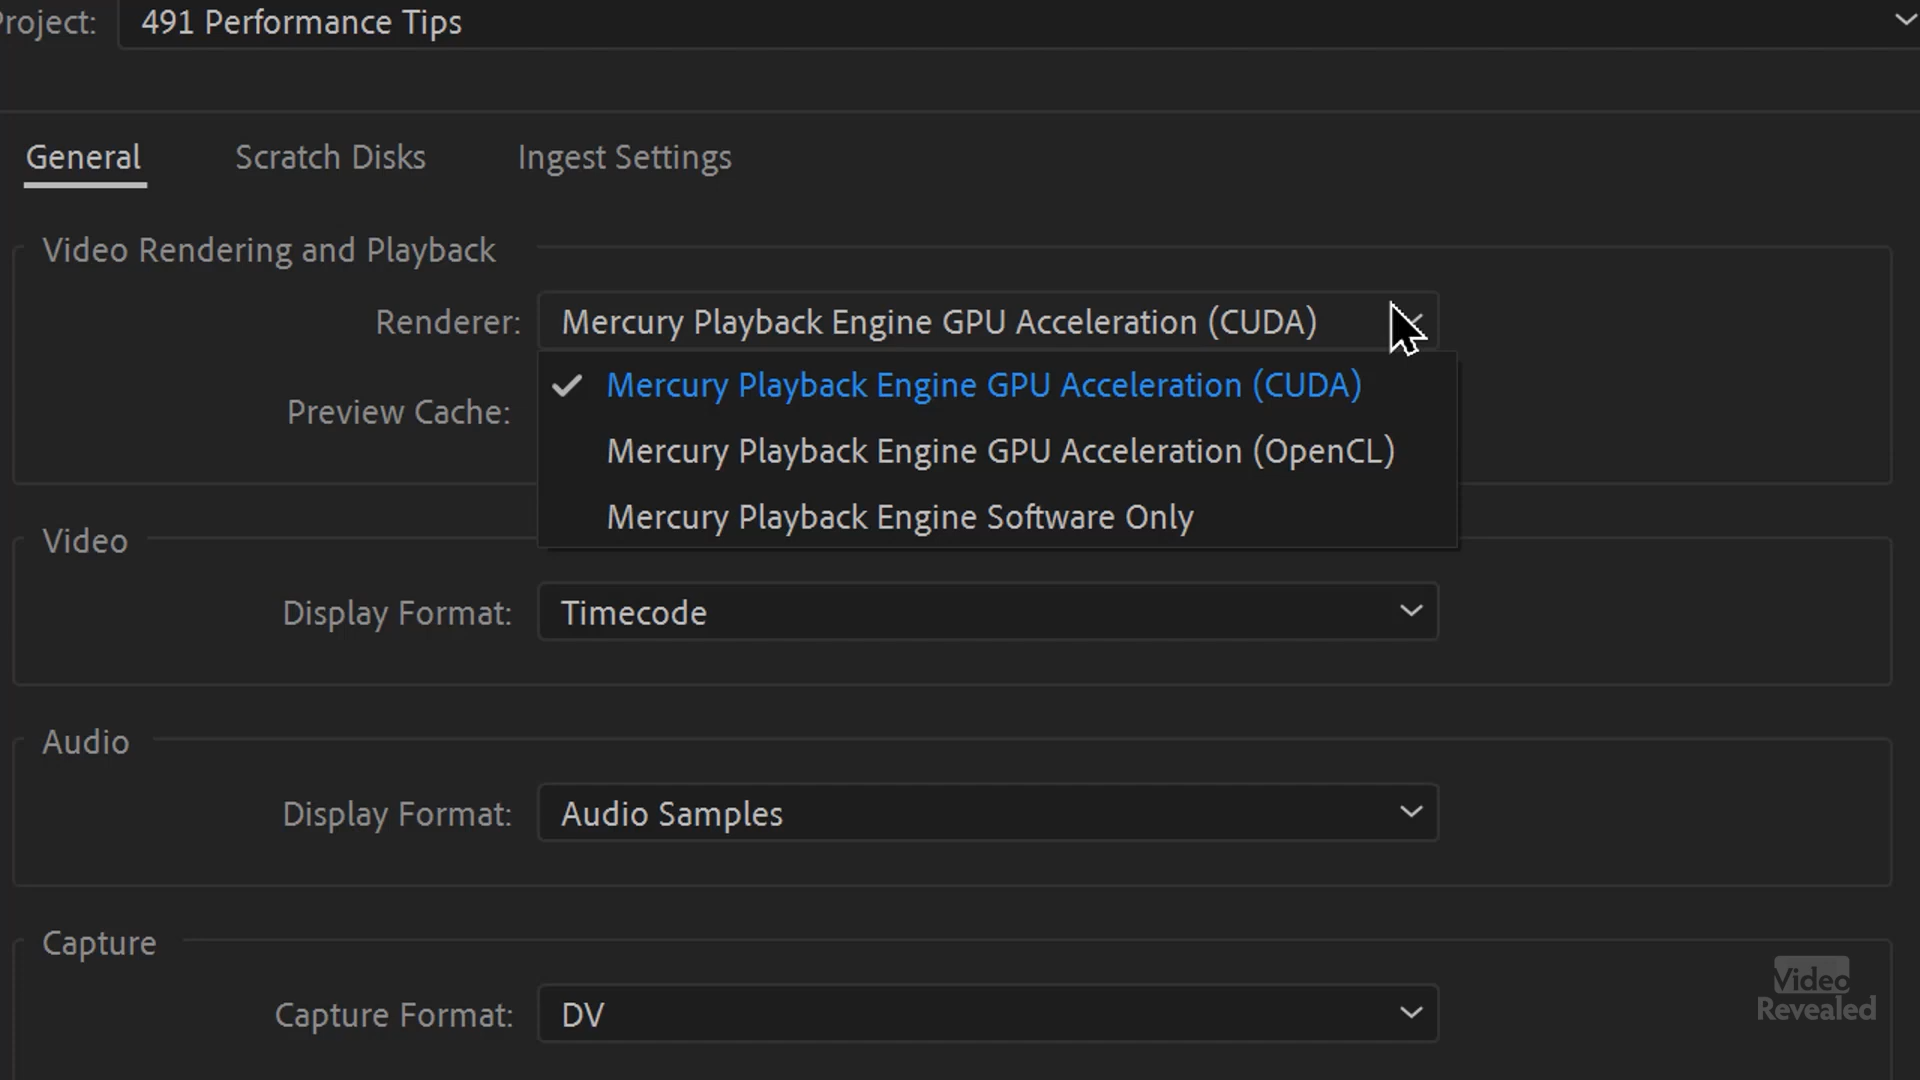 Project: 491 Performance Tips
General Scratch Disks Ingest Settings
Video Rendering and Playback
Renderer: Mercury Playback Engine GPU Acceleration (CUDA)
Mercury Playback Engine GPU Acceleration (CUDA)
Preview Cache:
Mercury Playback Engine GPU Acceleration (OpenCL)
Mercury Playback Engine Software Only
Video
Display Format: Timecode
Audio
Display Format: Audio Samples
Capture
Capture Format: DV
Video
Revealed